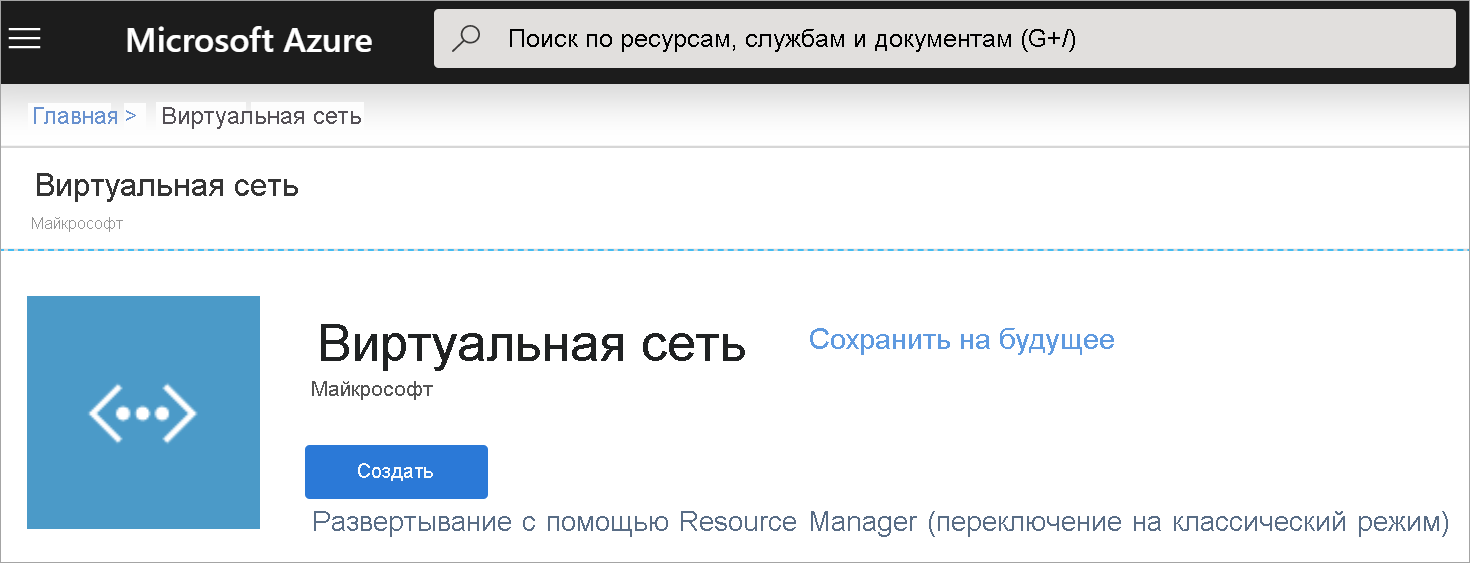 Microsoft Azure
Поиск по ресурсам, службам и документам (G+/)
Главная > Виртуальная сеть
Виртуальная сеть
Майкрософт
Виртуальная сеть
Сохранить на будущее
Майкрософт
Создать
Развертывание с помощью Resource Manager (переключение на классический режим)